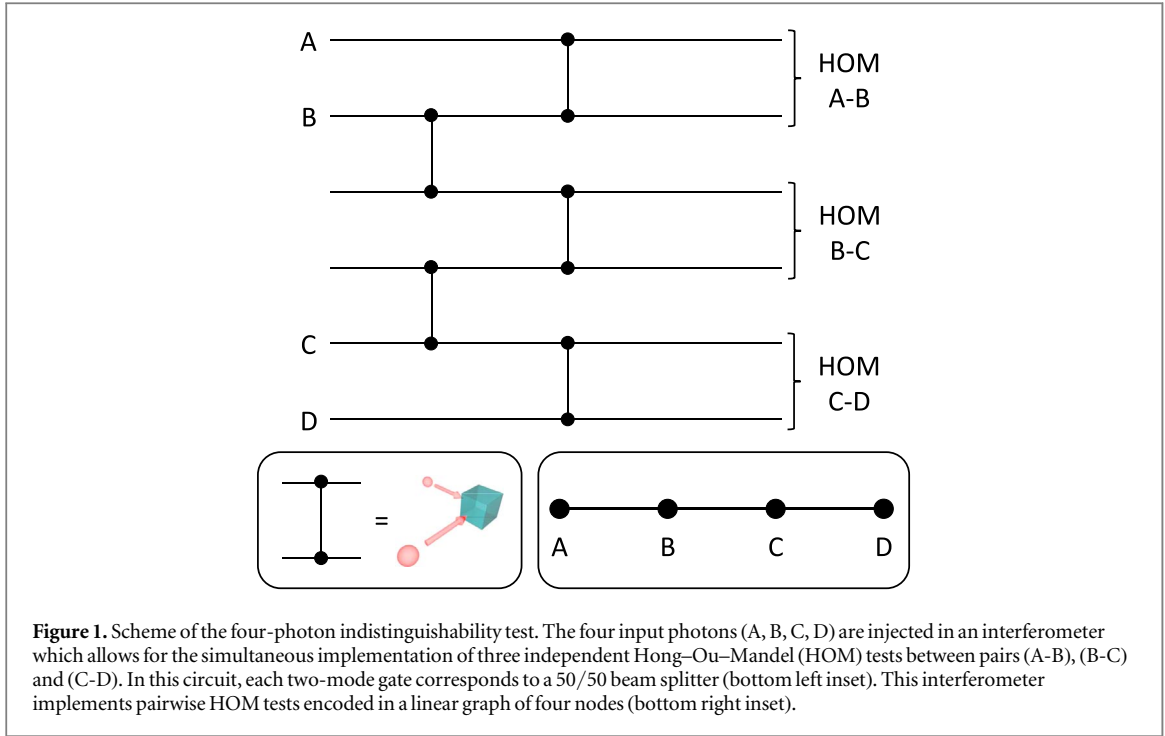 A
HOM
A-B
B
HOM
B-C
C
HOM
C-D
D
=
A B C D
Figure 1. Scheme of the four-photon indistinguishability test. The four input photons (A, B, C, D) are injected in an interferometer
which allows for the simultaneous implementation of three independent Hong–Ou–Mandel (HOM) tests between pairs (A-B), (B-C)
and (C-D). In this circuit, each two-mode gate corresponds to a 50/50 beam splitter (bottom left inset). This interferometer
implements pairwise HOM tests encoded in a linear graph of four nodes (bottom right inset).